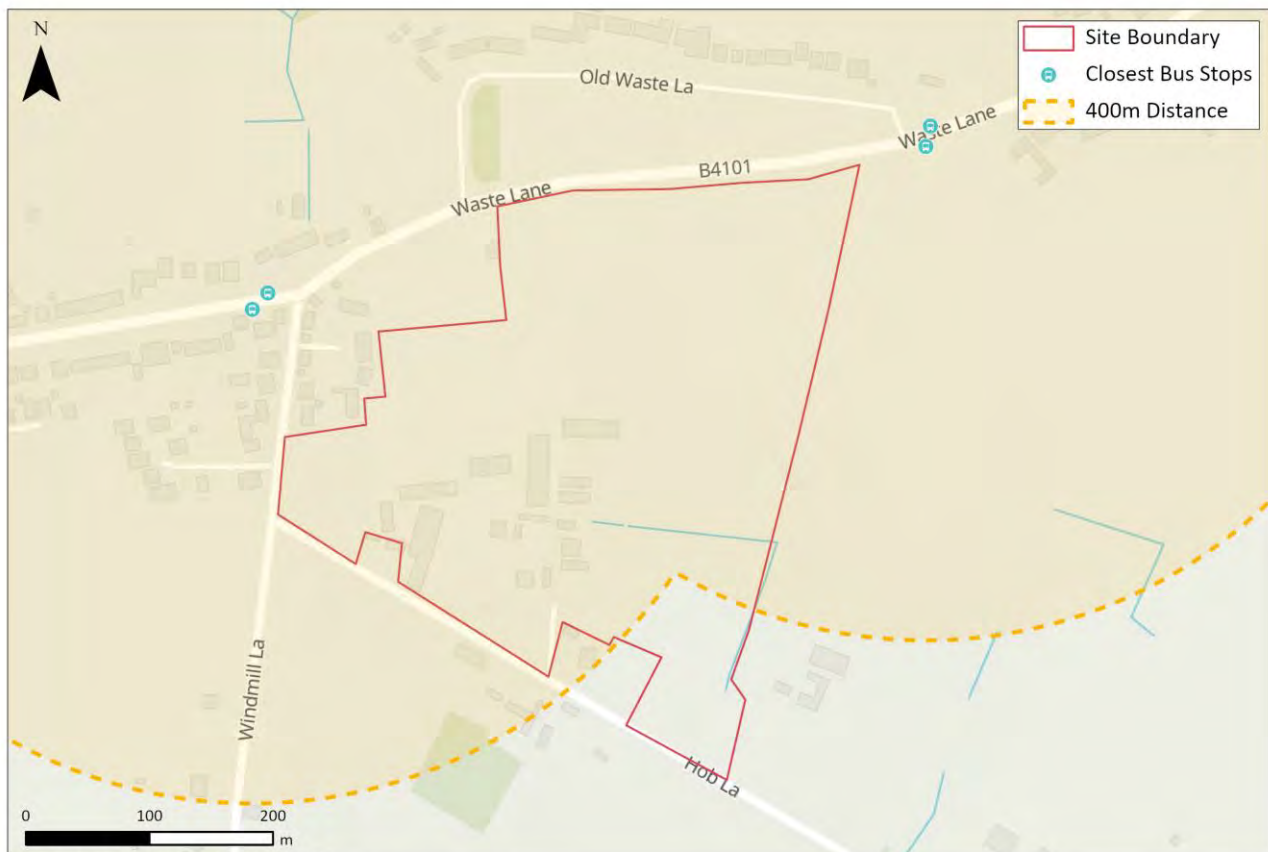 N
Site Boundary
Closest Bus Stops
400m Distance
Old Waste La
Waste Lane
B4101
Waste Lane
Windmill La
Hob La
0 100 200
m